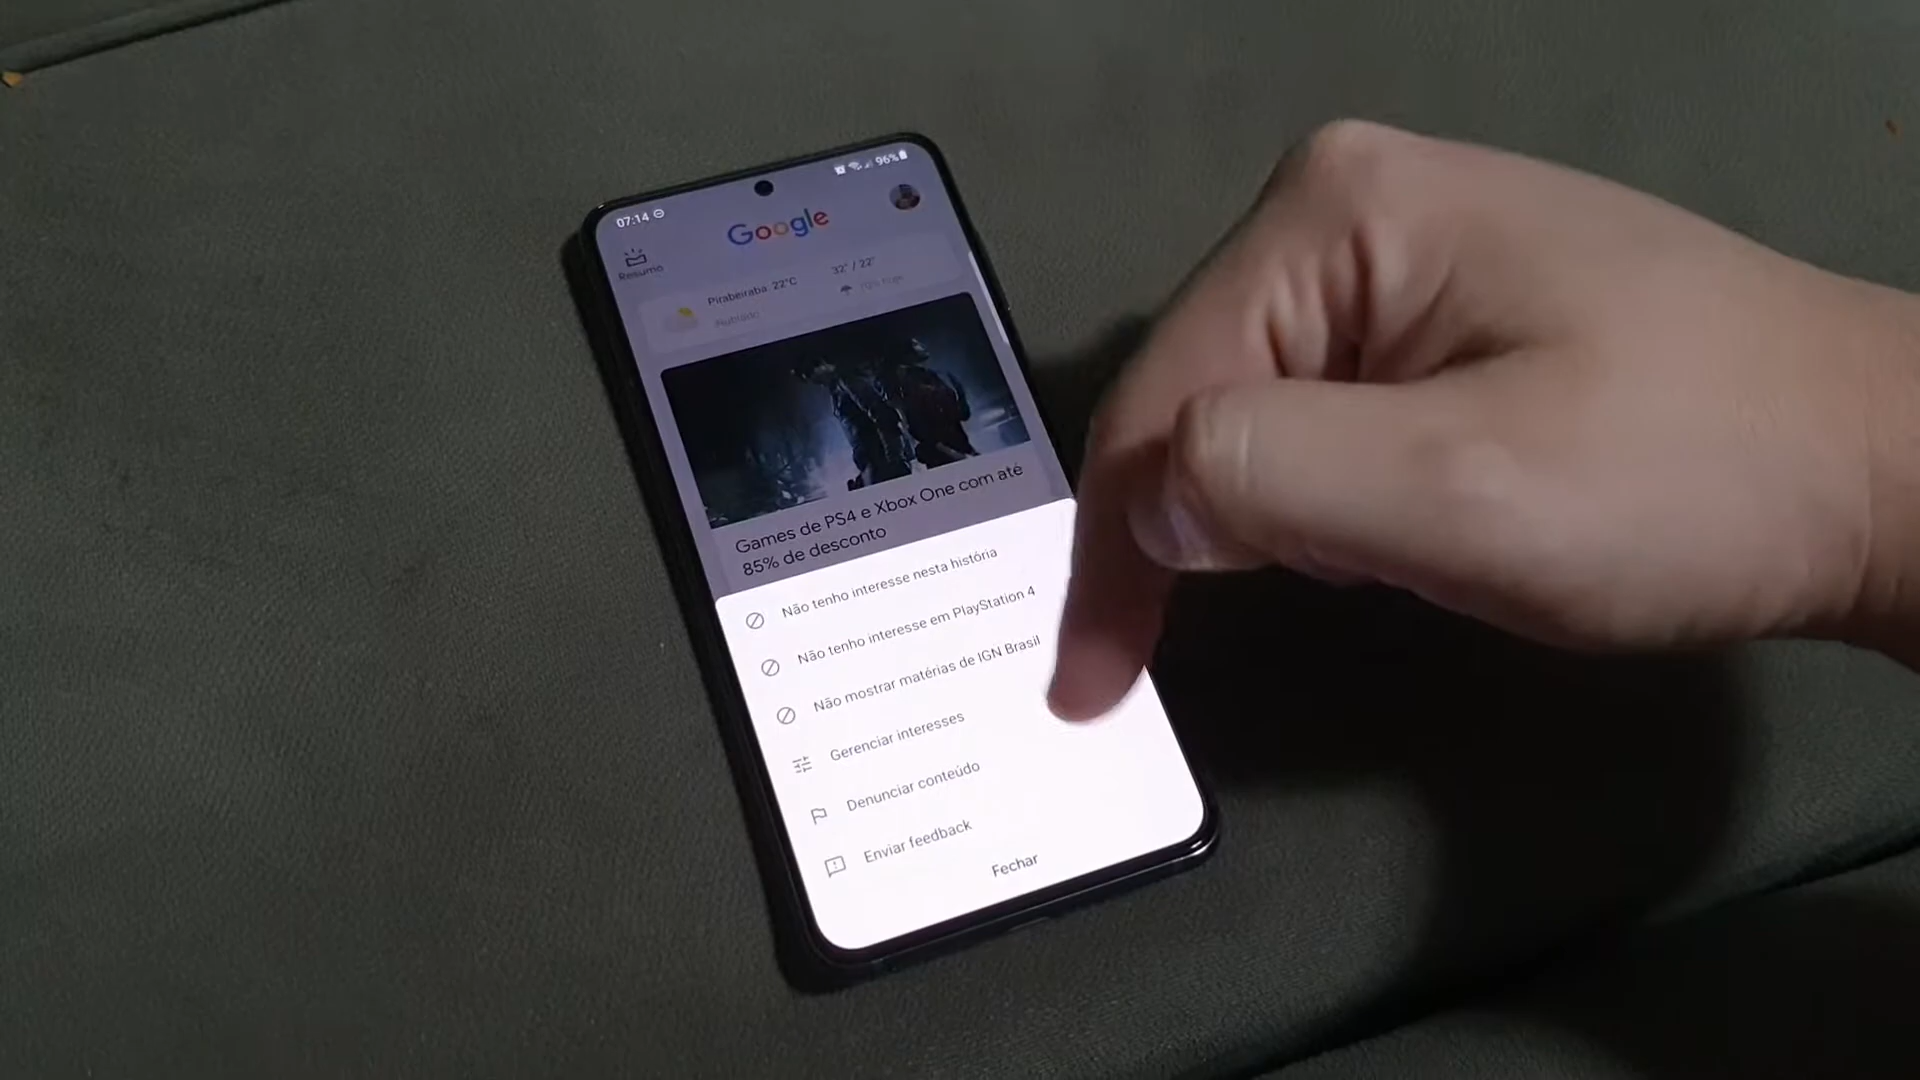 07:14
96%
Google
Resumo
Pirabeiraba: 22°C
32° / 22°
Nublado
Games de PS4 e Xbox One com até
85% de desconto
Não tenho interesse nesta história
Não tenho interesse em PlayStation 4
Não mostrar matérias de IGN Brasil
Gerenciar interesses
Denunciar conteúdo
Enviar feedback
Fechar